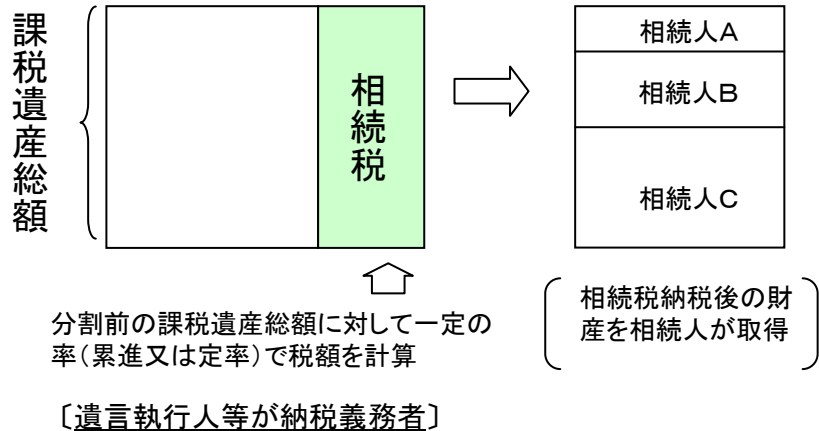 課税遺産総額
相続税
相続人A
相続人B
相続人C
分割前の課税遺産総額に対して一定の
率(累進又は定率)で税額を計算
相続税納税後の財
産を相続人が取得
〔遺言執行人等が納税義務者〕